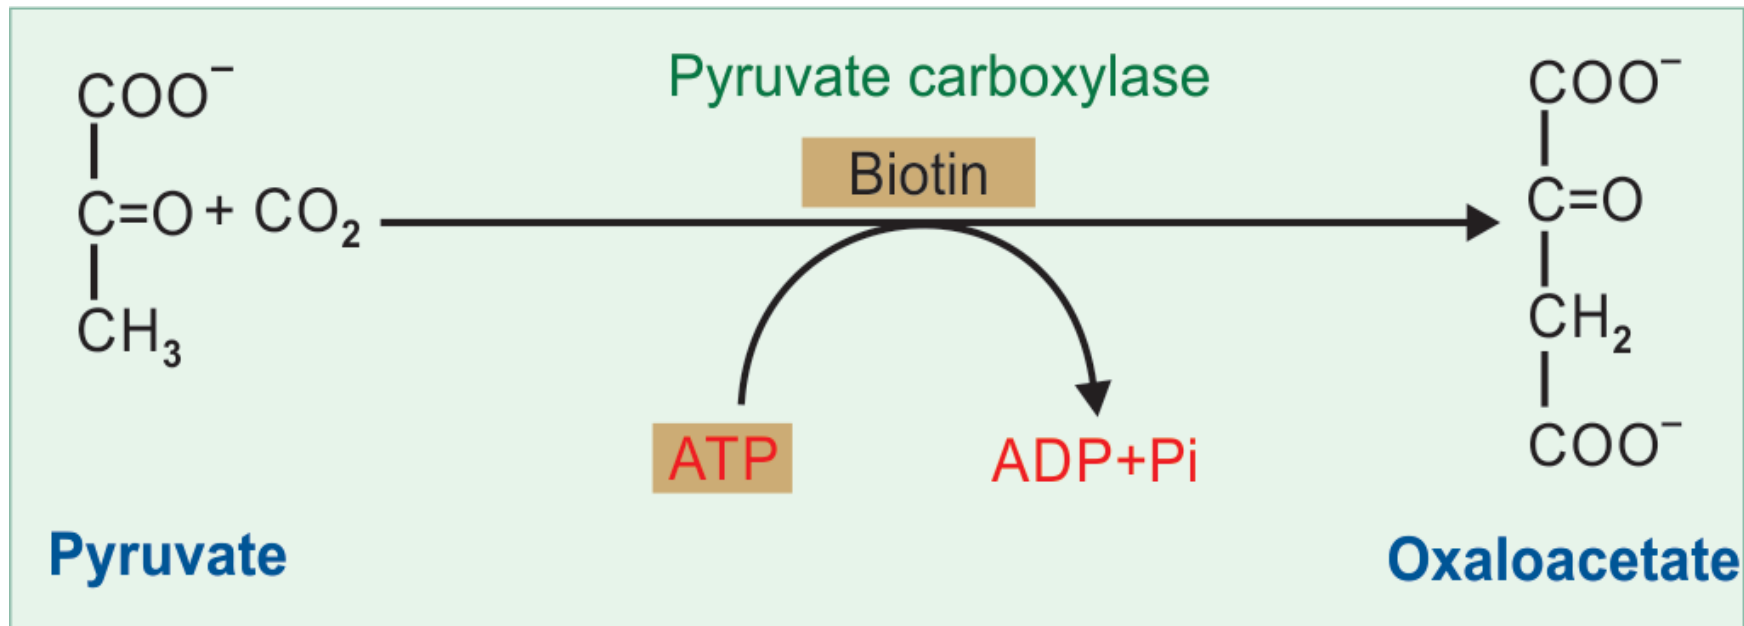 COO⁻
C=O + CO₂
CH₃
Pyruvate
Pyruvate carboxylase
Biotin
ATP
ADP+Pi
COO⁻
C=O
CH₂
COO⁻
Oxaloacetate